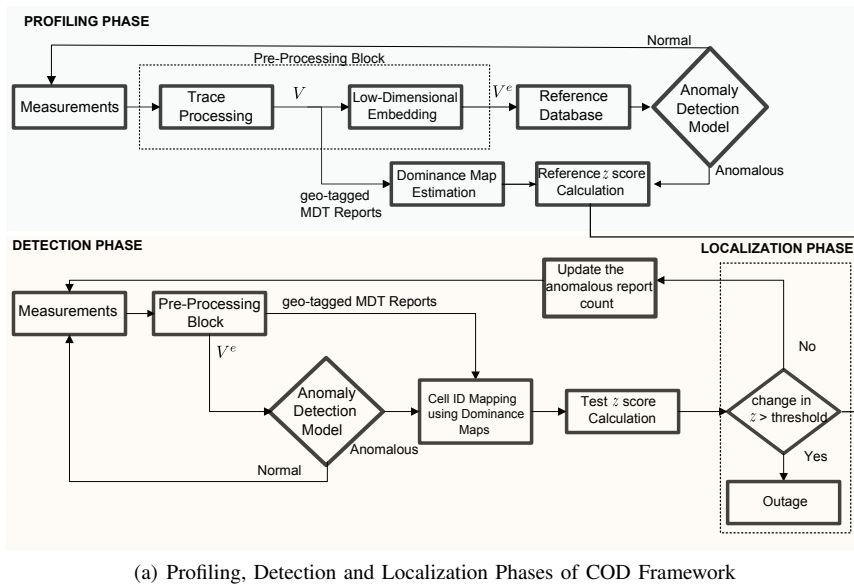 PROFILING PHASE
Normal
Pre-Processing Block
Measurements
Trace
Processing
V
Low-Dimensional
Embedding
V^e
Reference
Database
Anomaly
Detection
Model
geo-tagged
MDT Reports
Dominance Map
Estimation
Reference z score
Calculation
Anomalous
DETECTION PHASE
LOCALIZATION PHASE
Update the
anomalous report
count
Measurements
Pre-Processing
Block
geo-tagged MDT Reports
V^e
No
Anomaly
Detection
Model
Anomalous
Normal
Cell ID Mapping
using Dominance
Maps
Test z score
Calculation
change in
z > threshold
Yes
Outage
(a) Profiling, Detection and Localization Phases of COD Framework